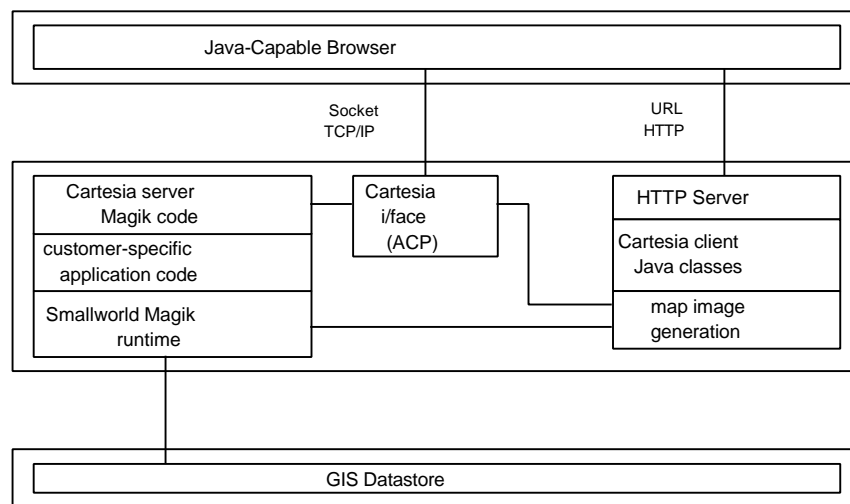 Java-Capable Browser
Socket
TCP/IP
URL
HTTP
Cartesia server
Magik code
customer-specific
application code
Smallworld Magik
runtime
Cartesia
i/face
(ACP)
HTTP Server
Cartesia client
Java classes
map image
generation
GIS Datastore